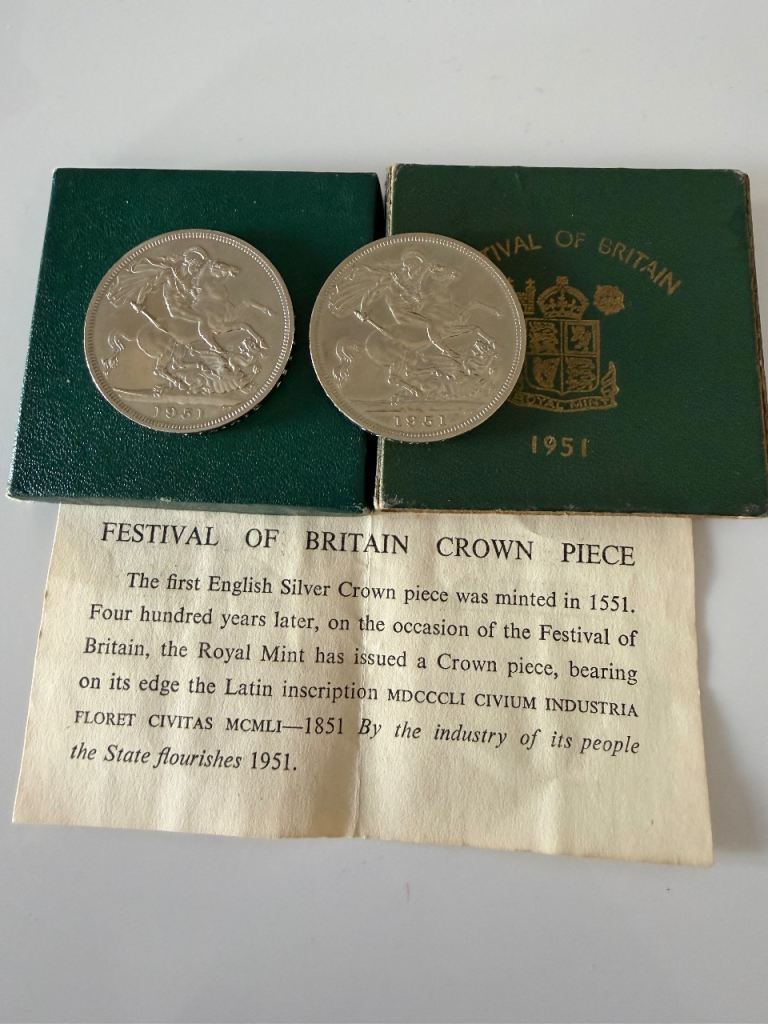 TIVAL OF BRITAIN
ROYAL MINT
1951
1951
1951
FESTIVAL OF BRITAIN CROWN PIECE
The first English Silver Crown piece was minted in 1551.
Four hundred years later, on the occasion of the Festival of
Britain, the Royal Mint has issued a Crown piece, bearing
on its edge the Latin inscription MDCCCLI CIVIUM INDUSTRIA
FLORET CIVITAS MCMLI—1851 By the industry of its people
the State flourishes 1951.